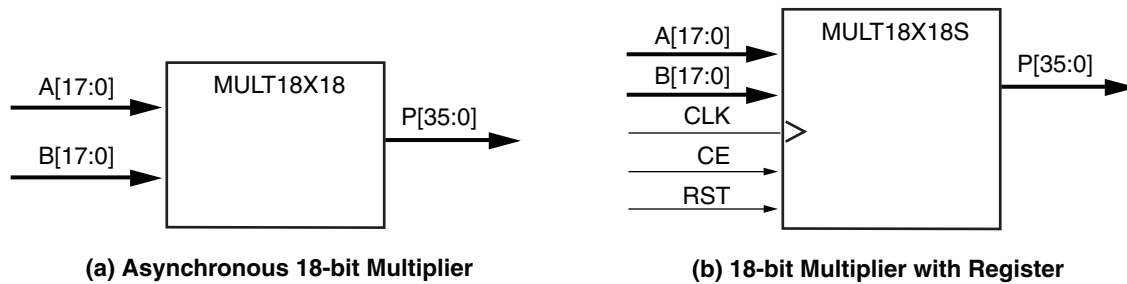 A[17:0]
B[17:0]
MULT18X18
P[35:0]
(a) Asynchronous 18-bit Multiplier
A[17:0]
B[17:0]
CLK
CE
RST
MULT18X18S
P[35:0]
(b) 18-bit Multiplier with Register